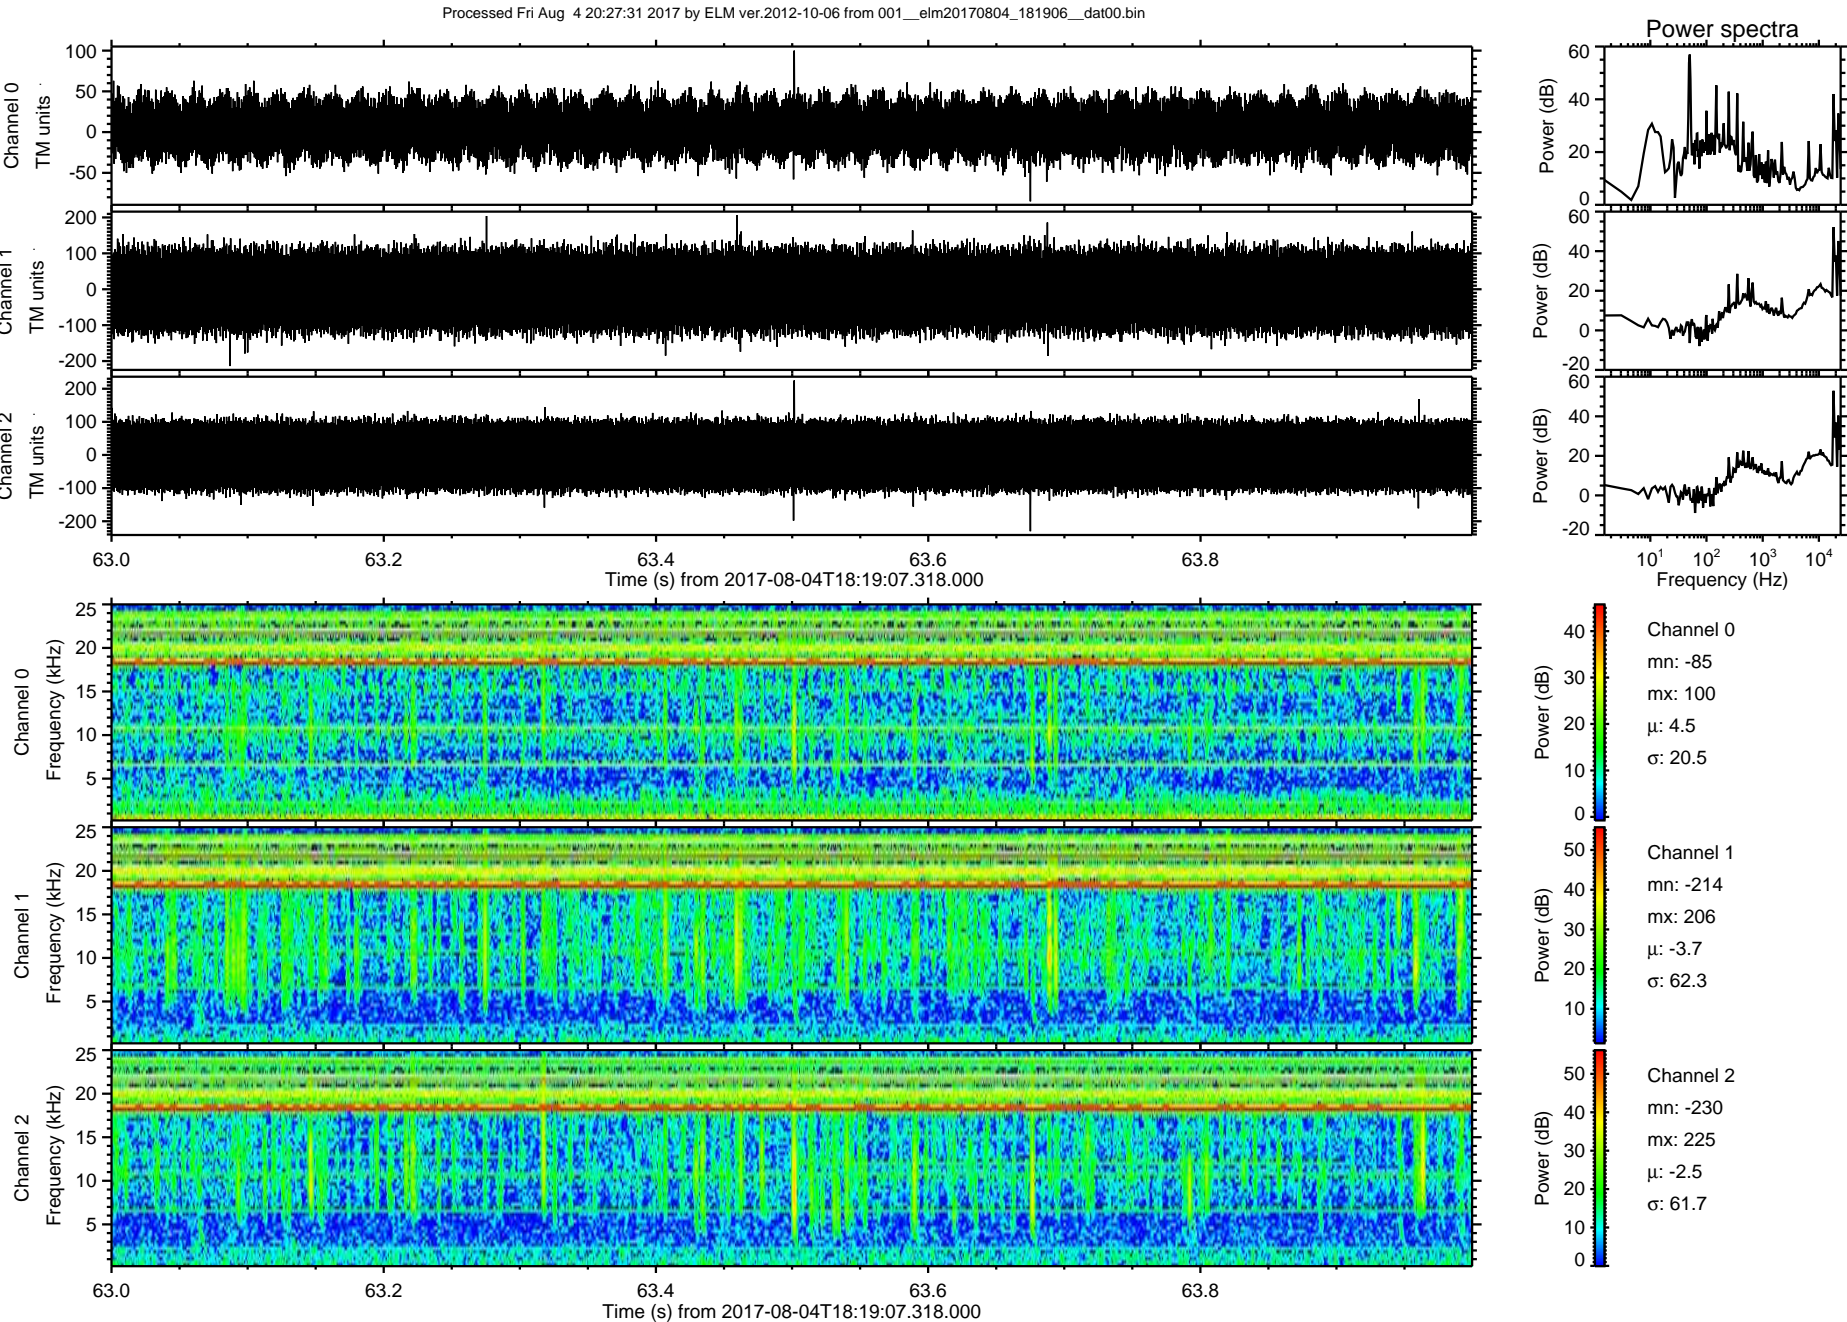 Processed Fri Aug  4 20:27:31 2017 by ELM ver.2012-10-06 from 001__elm20170804_181906__dat00.bin
Power spectra
Channel 0
TM units
100
50
0
-50
Power (dB)
60
40
20
0
Channel 1
TM units
200
100
0
-100
-200
Power (dB)
60
40
20
0
-20
Channel 2
TM units
200
100
0
-100
-200
Power (dB)
60
40
20
0
-20
63.0 63.2 63.4 63.6 63.8
Time (s) from 2017-08-04T18:19:07.318.000
10¹ 10² 10³ 10⁴
Frequency (Hz)
Channel 0
Frequency (kHz)
25
20
15
10
5
Power (dB)
40
30
20
10
0
Channel 0
mn: -85
mx: 100
μ: 4.5
σ: 20.5
Channel 1
Frequency (kHz)
25
20
15
10
5
Power (dB)
50
40
30
20
10
Channel 1
mn: -214
mx: 206
μ: -3.7
σ: 62.3
Channel 2
Frequency (kHz)
25
20
15
10
5
Power (dB)
50
40
30
20
10
0
Channel 2
mn: -230
mx: 225
μ: -2.5
σ: 61.7
63.0 63.2 63.4 63.6 63.8
Time (s) from 2017-08-04T18:19:07.318.000